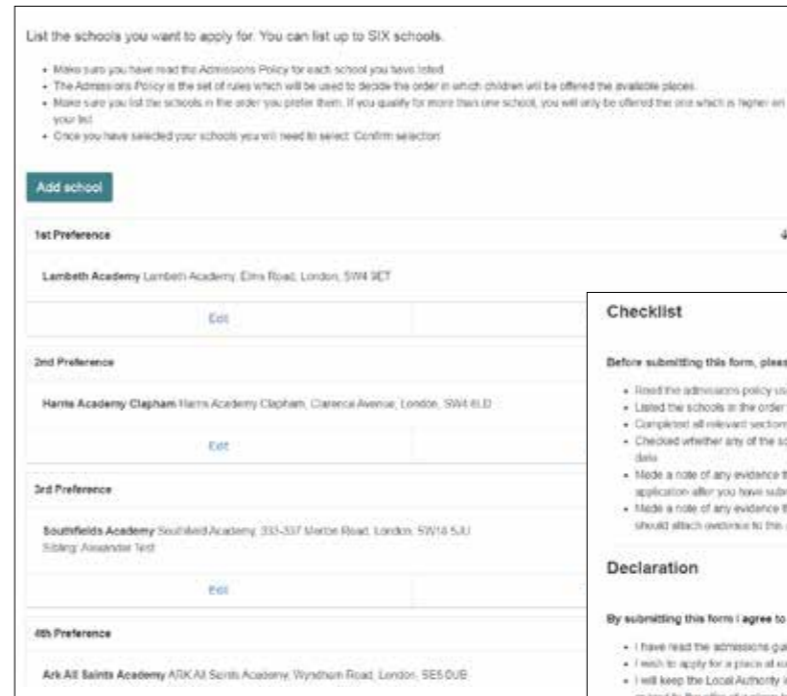 List the schools you want to apply for. You can list up to SIX schools.
• Make sure you have read the Admissions Policy for each school you have listed
• The Admissions Policy is the set of rules which will be used to decide the order in which children will be offered the available places.
• Make sure you list the schools in the order you prefer them. If you qualify for more than one school, you will only be offered the one which is higher on
your list
• Once you have selected your schools you will need to select 'Confirm selection'
Add school
1st Preference
Lambeth Academy Lambeth Academy, Elms Road, London, SW4 9ET
Edit
2nd Preference
Harris Academy Clapham Harris Academy Clapham, Clarence Avenue, London,
Edit
3rd Preference
Southfields Academy Southfield Academy, 333-337 Merton Road, London,
Sibling: Alexander Test
Edit
4th Preference
Ark All Saints Academy ARK All Saints Academy, Wyndham Road, London, SE5 0UB
Checklist
Before submitting this form, pleas
• Read the admissions policy us
• Listed the schools in the order
• Completed all relevant sections
• Checked whether any of the sc
data
• Made a note of any evidence th
application after you have subm
• Made a note of any evidence th
should attach evidence to this
Declaration
By submitting this form I agree to
• I have read the admissions gui
• I wish to apply for a place at
• I will keep the Local Authority